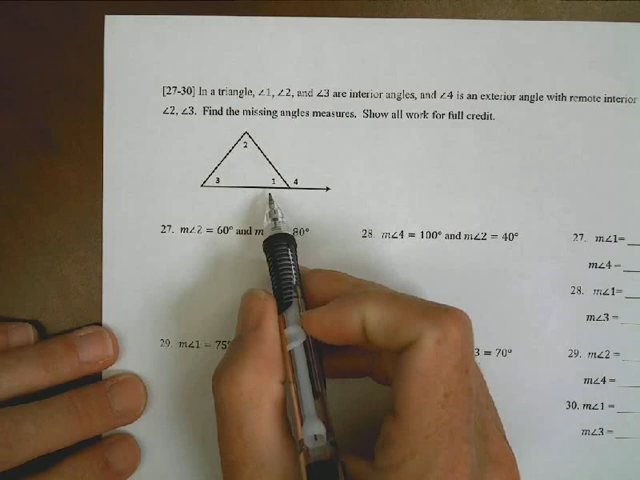 [27-30] In a triangle, ∠1, ∠2, and ∠3 are interior angles, and ∠4 is an exterior angle with remote interior
∠2, ∠3. Find the missing angles measures. Show all work for full credit.
2
3 1 4
27. m∠2 = 60° and m 80°
28. m∠4 = 100° and m∠2 = 40°
27. m∠1=
m∠4 =
28. m∠1=
m∠3 =
29. m∠1 = 75°
3 = 70°
29. m∠2 =
m∠4 =
30. m∠1 =
m∠3 =